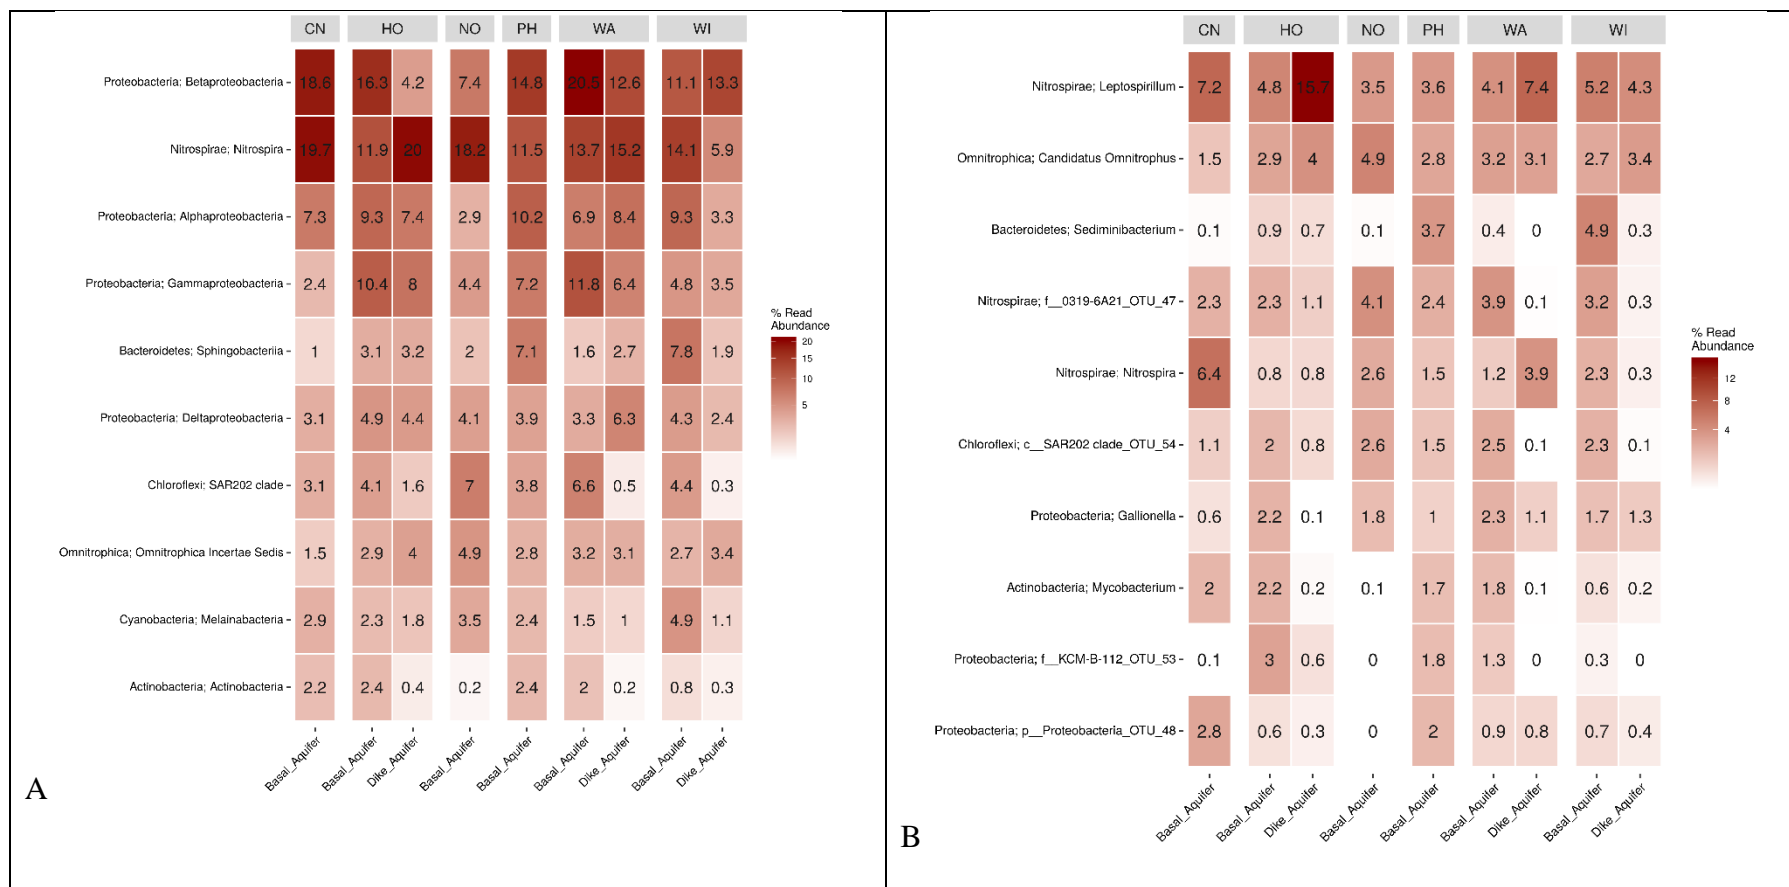 CN HO NO PH WA WI
Proteobacteria; Betaproteobacteria 18.6 16.3 4.2 7.4 14.8 20.5 12.6 11.1 13.3
Nitrospirae; Nitrospira 19.7 11.9 20 18.2 11.5 13.7 15.2 14.1 5.9
Proteobacteria; Alphaproteobacteria 7.3 9.3 7.4 2.9 10.2 6.9 8.4 9.3 3.3
Proteobacteria; Gammaproteobacteria 2.4 10.4 8 4.4 7.2 11.8 6.4 4.8 3.5
Bacteroidetes; Sphingobacteriia 1 3.1 3.2 2 7.1 1.6 2.7 7.8 1.9
Proteobacteria; Deltaproteobacteria 3.1 4.9 4.4 4.1 3.9 3.3 6.3 4.3 2.4
Chloroflexi; SAR202 clade 3.1 4.1 1.6 7 3.8 6.6 0.5 4.4 0.3
Omnitrophica; Omnitrophica Incertae Sedis 1.5 2.9 4 4.9 2.8 3.2 3.1 2.7 3.4
Cyanobacteria; Melainabacteria 2.9 2.3 1.8 3.5 2.4 1.5 1 4.9 1.1
Actinobacteria; Actinobacteria 2.2 2.4 0.4 0.2 2.4 2 0.2 0.8 0.3
Basal_Aquifer Basal_Aquifer Dike_Aquifer Basal_Aquifer Basal_Aquifer Basal_Aquifer Dike_Aquifer Basal_Aquifer Dike_Aquifer
% Read
Abundance
20
15
10
5
A
CN HO NO PH WA WI
Nitrospirae; Leptospirillum 7.2 4.8 15.7 3.5 3.6 4.1 7.4 5.2 4.3
Omnitrophica; Candidatus Omnitrophus 1.5 2.9 4 4.9 2.8 3.2 3.1 2.7 3.4
Bacteroidetes; Sediminibacterium 0.1 0.9 0.7 0.1 3.7 0.4 0 4.9 0.3
Nitrospirae; f__0319-6A21_OTU_47 2.3 2.3 1.1 4.1 2.4 3.9 0.1 3.2 0.3
Nitrospirae; Nitrospira 6.4 0.8 0.8 2.6 1.5 1.2 3.9 2.3 0.3
Chloroflexi; c__SAR202 clade_OTU_54 1.1 2 0.8 2.6 1.5 2.5 0.1 2.3 0.1
Proteobacteria; Gallionella 0.6 2.2 0.1 1.8 1 2.3 1.1 1.7 1.3
Actinobacteria; Mycobacterium 2 2.2 0.2 0.1 1.7 1.8 0.1 0.6 0.2
Proteobacteria; f__KCM-B-112_OTU_53 0.1 3 0.6 0 1.8 1.3 0 0.3 0
Proteobacteria; p__Proteobacteria_OTU_48 2.8 0.6 0.3 0 2 0.9 0.8 0.7 0.4
Basal_Aquifer Basal_Aquifer Dike_Aquifer Basal_Aquifer Basal_Aquifer Basal_Aquifer Dike_Aquifer Basal_Aquifer Dike_Aquifer
% Read
Abundance
12
8
4
B